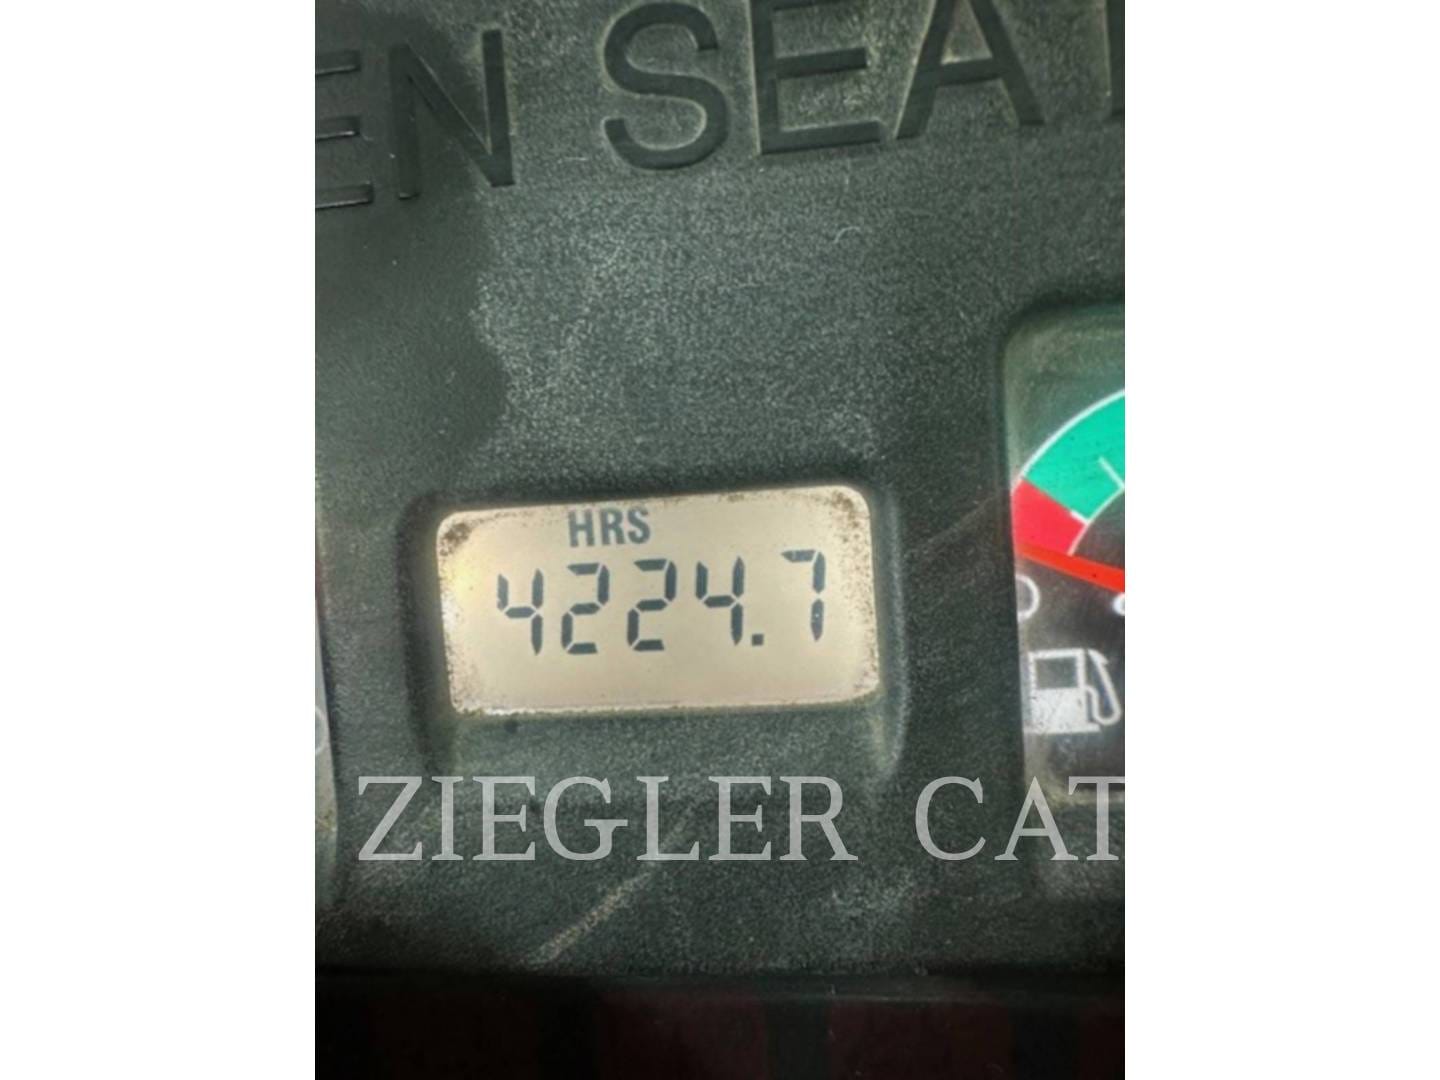 EN SEA
HRS
4224.7
ZIEGLER CAT